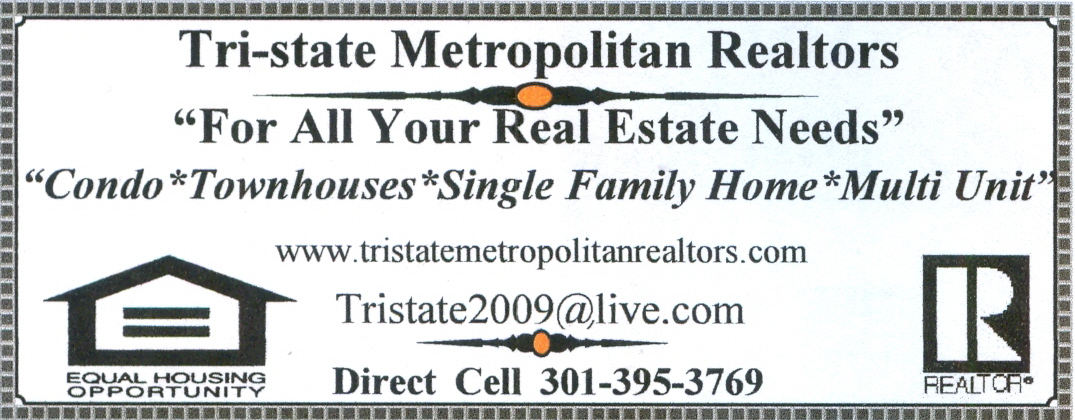 Tri-state Metropolitan Realtors
“For All Your Real Estate Needs”
“Condo*Townhouses*Single Family Home*Multi Unit”
www.tristatemetropolitanrealtors.com
Tristate2009@live.com
Direct Cell 301-395-3769
EQUAL HOUSING
OPPORTUNITY
R
REALTOR®